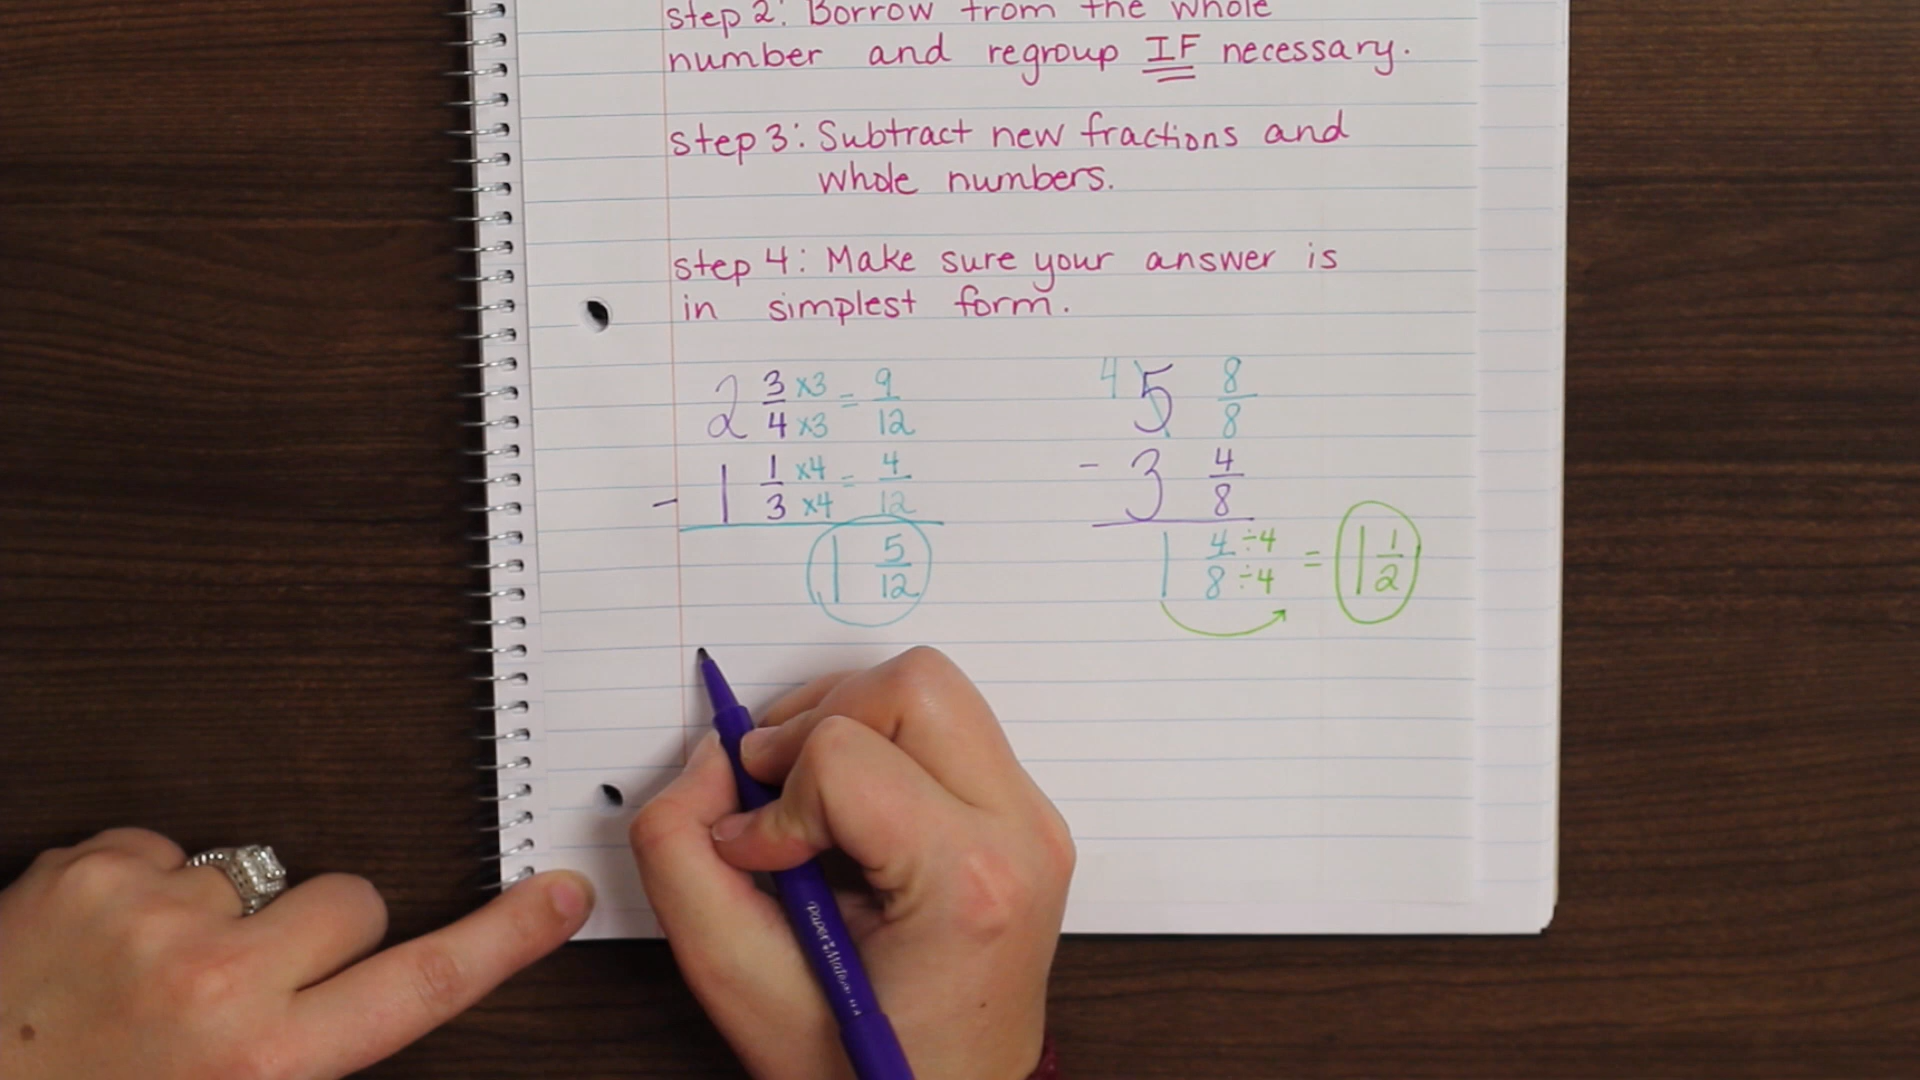 step 2: Borrow from the whole
number and regroup IF necessary.
step 3: Subtract new fractions and
whole numbers.
step 4: Make sure your answer is
in simplest form.
2 3/4 x3/x3 = 9/12
- 1 1/3 x4/x4 = 4/12
1 5/12
4 5 8/8
- 3 4/8
1 4/8 ÷4/÷4 = 1 1/2
Paper Mate